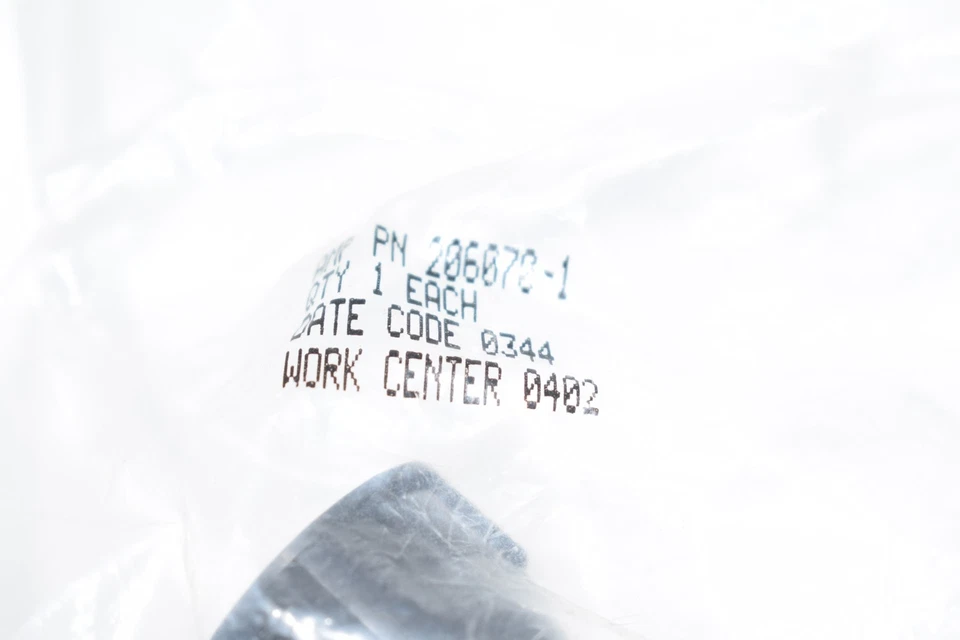 AMP PN 206070-1
QTY 1 EACH
DATE CODE 0344
WORK CENTER 0402